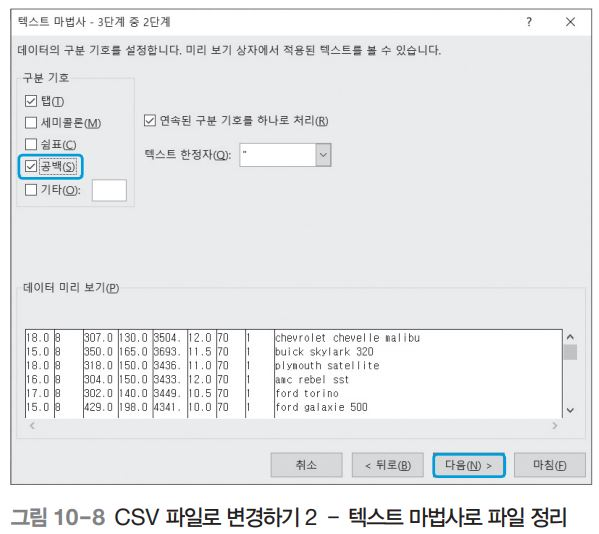 텍스트 마법사 - 3단계 중 2단계
? ×
데이터의 구분 기호를 설정합니다. 미리 보기 상자에서 적용된 텍스트를 볼 수 있습니다.
구분 기호
탭(T)
세미콜론(M)
연속된 구분 기호를 하나로 처리(R)
쉼표(C)
텍스트 한정자(Q): "
공백(S)
기타(O):
데이터 미리 보기(P)
18.0 8 307.0 130.0 3504. 12.0 70 1 chevrolet chevelle malibu
15.0 8 350.0 165.0 3693. 11.5 70 1 buick skylark 320
18.0 8 318.0 150.0 3436. 11.0 70 1 plymouth satellite
16.0 8 304.0 150.0 3433. 12.0 70 1 amc rebel sst
17.0 8 302.0 140.0 3449. 10.5 70 1 ford torino
15.0 8 429.0 198.0 4341. 10.0 70 1 ford galaxie 500
취소 < 뒤로(B) 다음(N) > 마침(F)
그림 10-8 CSV 파일로 변경하기 2 - 텍스트 마법사로 파일 정리